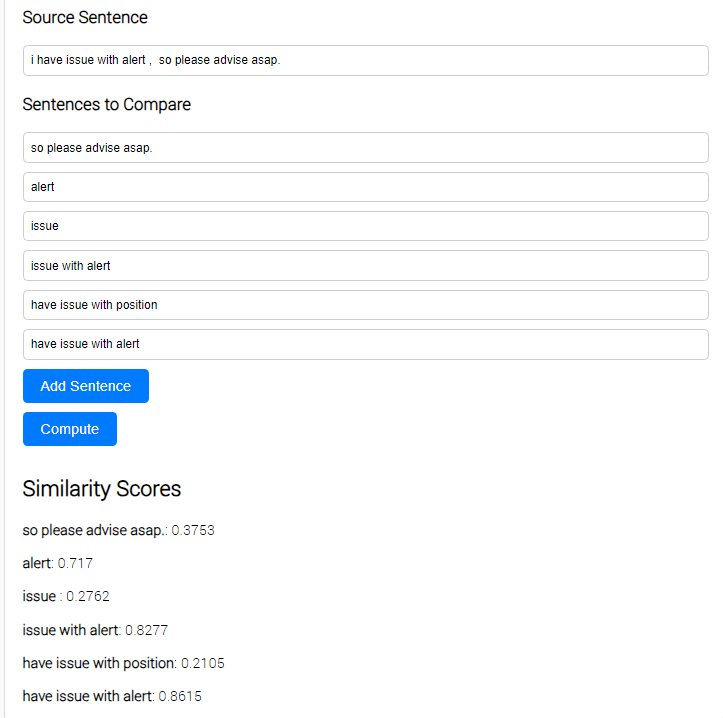 Source Sentence
i have issue with alert ,  so please advise asap.
Sentences to Compare
so please advise asap.
alert
issue
issue with alert
have issue with position
have issue with alert
Add Sentence
Compute
Similarity Scores
so please advise asap.: 0.3753
alert: 0.717
issue : 0.2762
issue with alert: 0.8277
have issue with position: 0.2105
have issue with alert: 0.8615